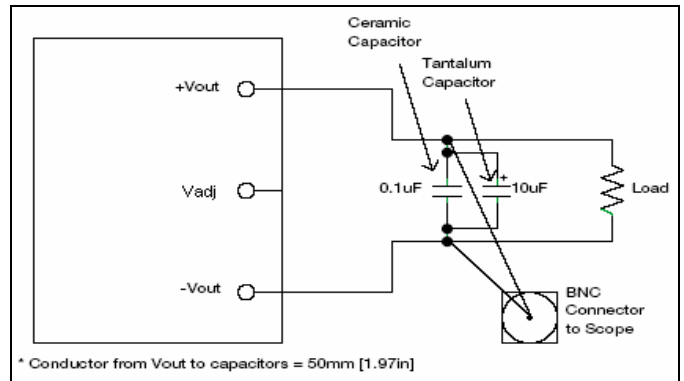 Ceramic
Capacitor
Tantalum
Capacitor
+Vout
Vadj
0.1uF
+
10uF
Load
-Vout
BNC
Connector
to Scope
* Conductor from Vout to capacitors = 50mm [1.97in]